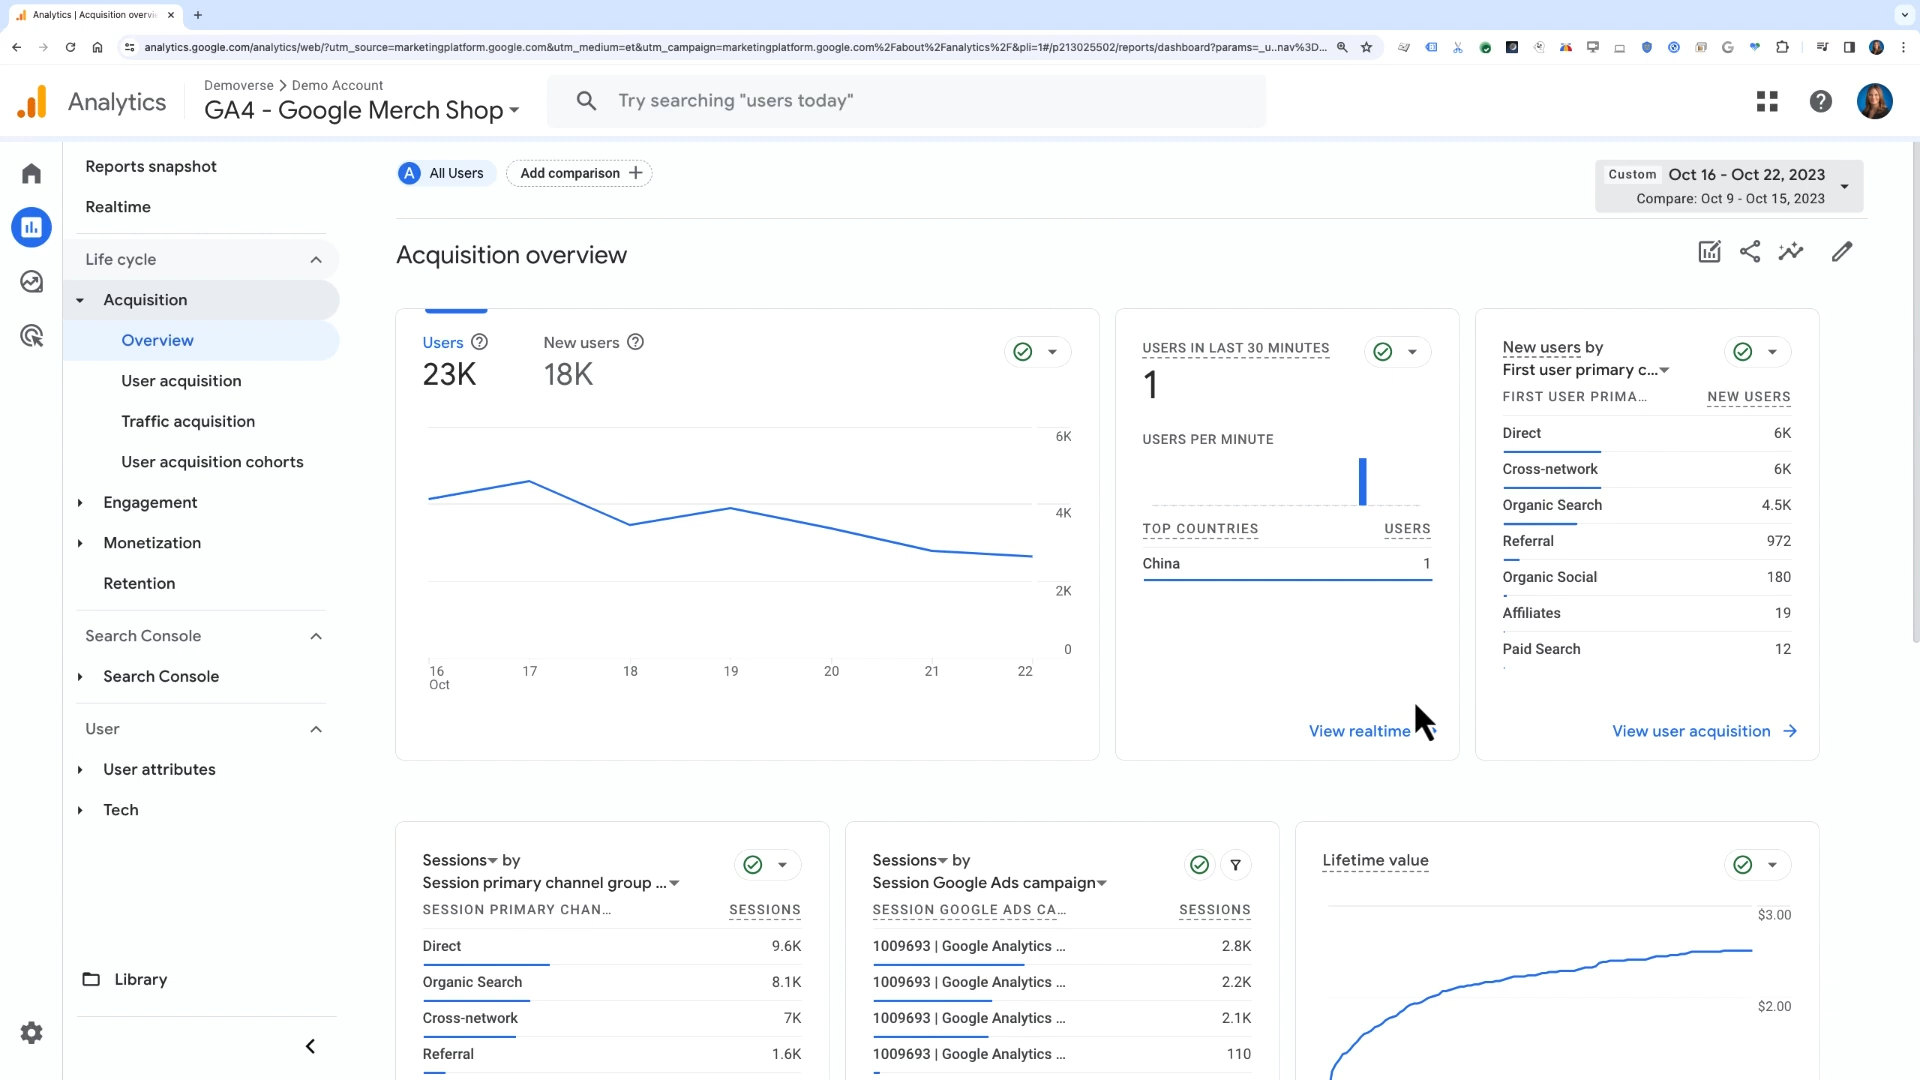 Analytics | Acquisition overvi
analytics.google.com/analytics/web/?utm_source=marketingplatform.google.com&utm_medium=et&utm_campaign=marketingplatform.google.com%2Fabout%2Fanalytics%2F&pli=1#/p213025502/reports/dashboard?params=_u..nav%3D...
Analytics
Demoverse > Demo Account
GA4 - Google Merch Shop
Try searching "users today"
Reports snapshot
Realtime
Life cycle
Acquisition
Overview
User acquisition
Traffic acquisition
User acquisition cohorts
Engagement
Monetization
Retention
Search Console
Search Console
User
User attributes
Tech
Library
A All Users
Add comparison +
Custom Oct 16 - Oct 22, 2023
Compare: Oct 9 - Oct 15, 2023
Acquisition overview
Users
23K
New users
18K
6K
4K
2K
0
16 17 18 19 20 21 22
Oct
USERS IN LAST 30 MINUTES
1
USERS PER MINUTE
TOP COUNTRIES USERS
China 1
View realtime
New users by
First user primary c...
FIRST USER PRIMA... NEW USERS
Direct 6K
Cross-network 6K
Organic Search 4.5K
Referral 972
Organic Social 180
Affiliates 19
Paid Search 12
View user acquisition
Sessions by
Session primary channel group ...
SESSION PRIMARY CHAN... SESSIONS
Direct 9.6K
Organic Search 8.1K
Cross-network 7K
Referral 1.6K
Sessions by
Session Google Ads campaign
SESSION GOOGLE ADS CA... SESSIONS
1009693 | Google Analytics ... 2.8K
1009693 | Google Analytics ... 2.2K
1009693 | Google Analytics ... 2.1K
1009693 | Google Analytics ... 110
Lifetime value
$3.00
$2.00